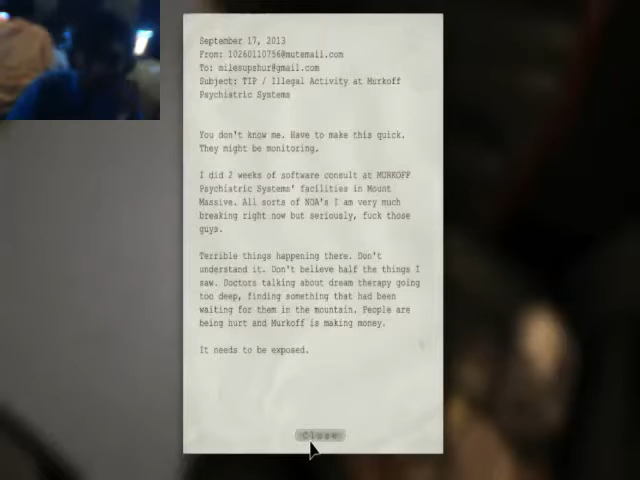 September 17, 2013
From: 10260110756@mutemail.com
To: milesupshur@gmail.com
Subject: TIP / Illegal Activity at Murkoff
Psychiatric Systems
You don't know me. Have to make this quick.
They might be monitoring.
I did 2 weeks of software consult at MURKOFF
Psychiatric Systems' facilities in Mount
Massive. All sorts of NDA's I am very much
breaking right now but seriously, fuck those
guys.
Terrible things happening there. Don't
understand it. Don't believe half the things I
saw. Doctors talking about dream therapy going
too deep, finding something that had been
waiting for them in the mountain. People are
being hurt and Murkoff is making money.
It needs to be exposed.
Close